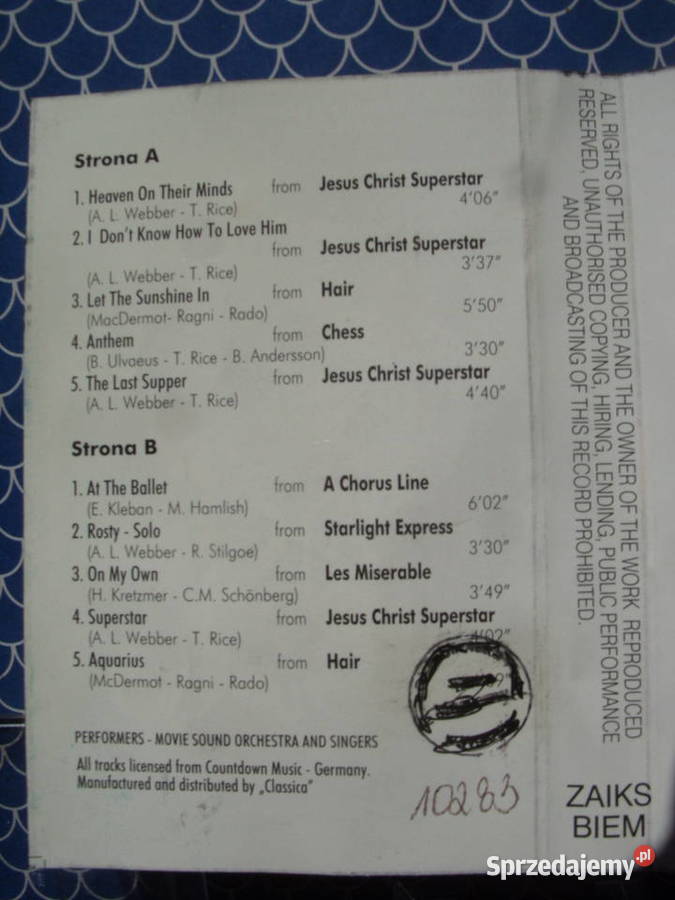 Strona A
1. Heaven On Their Minds from Jesus Christ Superstar
(A. L. Webber - T. Rice) 4'06"
2. I Don't Know How To Love Him
from Jesus Christ Superstar
(A. L. Webber - T. Rice) 3'37"
3. Let The Sunshine In from Hair
(MacDermot- Ragni - Rado) 5'50"
4. Anthem from Chess
(B. Ulvaeus - T. Rice - B. Andersson) 3'30"
5. The Last Supper from Jesus Christ Superstar
(A. L. Webber - T. Rice) 4'40"
Strona B
1. At The Ballet from A Chorus Line
(E. Kleban - M. Hamlish) 6'02"
2. Rosty - Solo from Starlight Express
(A. L. Webber - R. Stilgoe) 3'30"
3. On My Own from Les Miserable
(H. Kretzmer - C.M. Schönberg) 3'49"
4. Superstar from Jesus Christ Superstar
(A. L. Webber - T. Rice) 4'02"
5. Aquarius from Hair
(McDermot - Ragni - Rado)
PERFORMERS - MOVIE SOUND ORCHESTRA AND SINGERS
All tracks licensed from Countdown Music - Germany.
Manufactured and distributed by „Classica"
10283
ALL RIGHTS OF THE PRODUCER AND THE OWNER OF THE WORK REPRODUCED
RESERVED, UNAUTHORISED COPYING, HIRING, LENDING, PUBLIC PERFORMANCE
AND BROADCASTING OF THIS RECORD PROHIBITED.
ZAIKS
BIEM
Sprzedajemy.pl